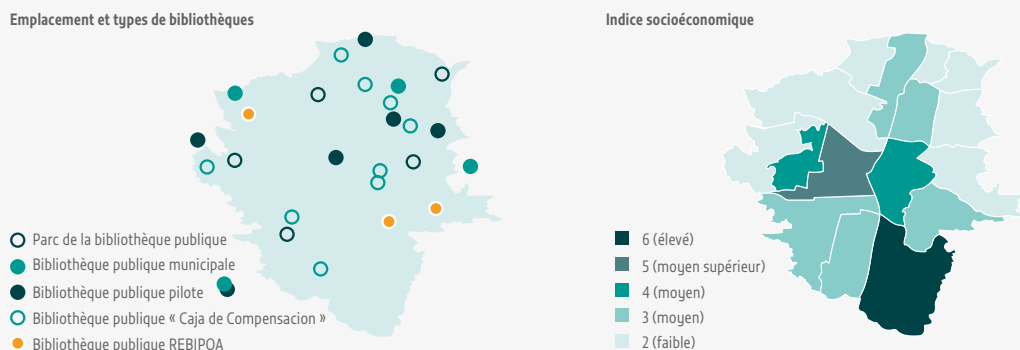 Emplacement et types de bibliothèques
Parc de la bibliothèque publique
Bibliothèque publique municipale
Bibliothèque publique pilote
Bibliothèque publique « Caja de Compensacion »
Bibliothèque publique REBIPOA
Indice socioéconomique
6 (élevé)
5 (moyen supérieur)
4 (moyen)
3 (moyen)
2 (faible)